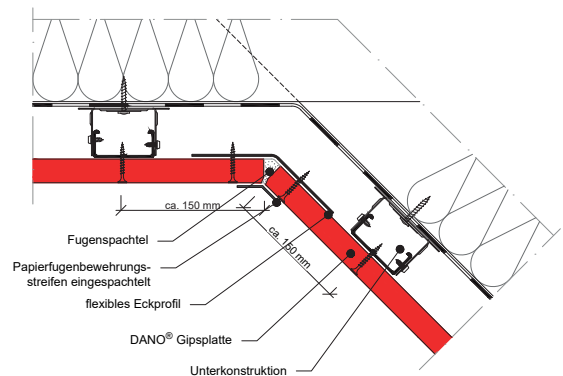 ca. 150 mm
ca. 150 mm
Fugenspachtel
Papierfugenbewehrungs-
streifen eingespachtelt
flexibles Eckprofil
DANO® Gipsplatte
Unterkonstruktion